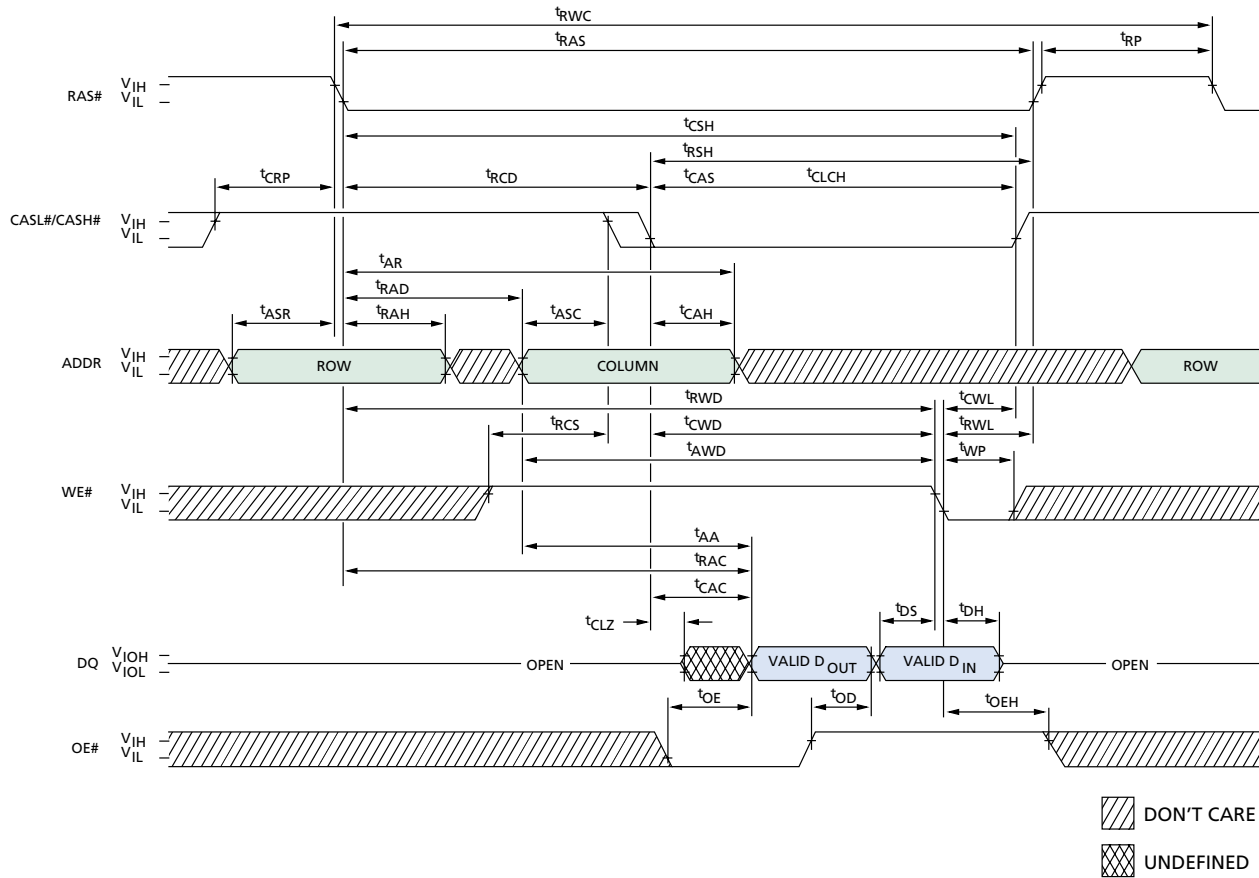 tRWC
tRAS
tRP
RAS# VIH VIL
tCSH
tRSH
tCRP
tRCD
tCAS
tCLCH
CASL#/CASH# VIH VIL
tAR
tRAD
tASR
tRAH
tASC
tCAH
ADDR VIH VIL
ROW
COLUMN
ROW
tRWD
tCWL
tRCS
tCWD
tRWL
tAWD
tWP
WE# VIH VIL
tAA
tRAC
tCAC
tCLZ
tDS
tDH
DQ VIOH VIOL
OPEN
VALID DOUT
VALID DIN
OPEN
tOE
tOD
tOEH
OE# VIH VIL
DON'T CARE
UNDEFINED